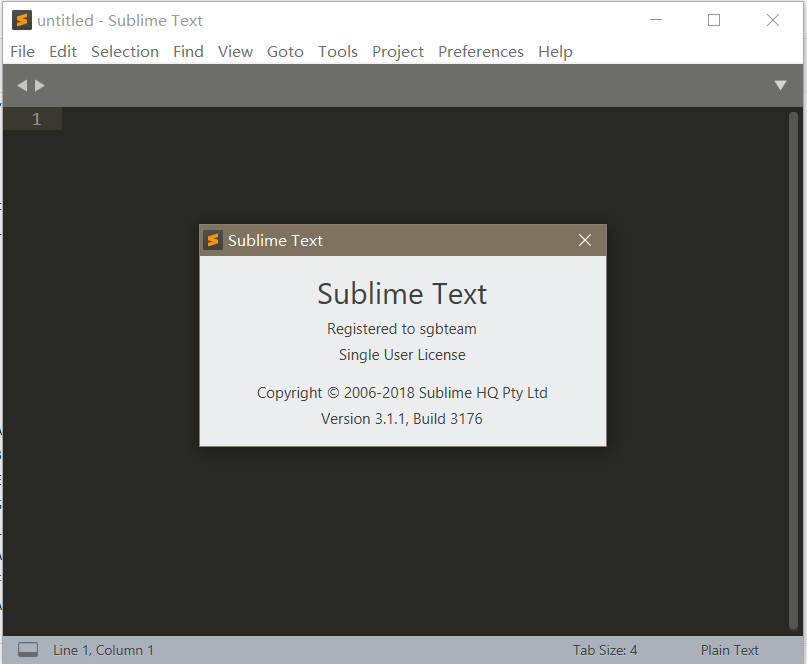 untitled - Sublime Text
File Edit Selection Find View Goto Tools Project Preferences Help
1
Sublime Text
Sublime Text
Registered to sgbteam
Single User License
Copyright © 2006-2018 Sublime HQ Pty Ltd
Version 3.1.1, Build 3176
Line 1, Column 1 Tab Size: 4 Plain Text